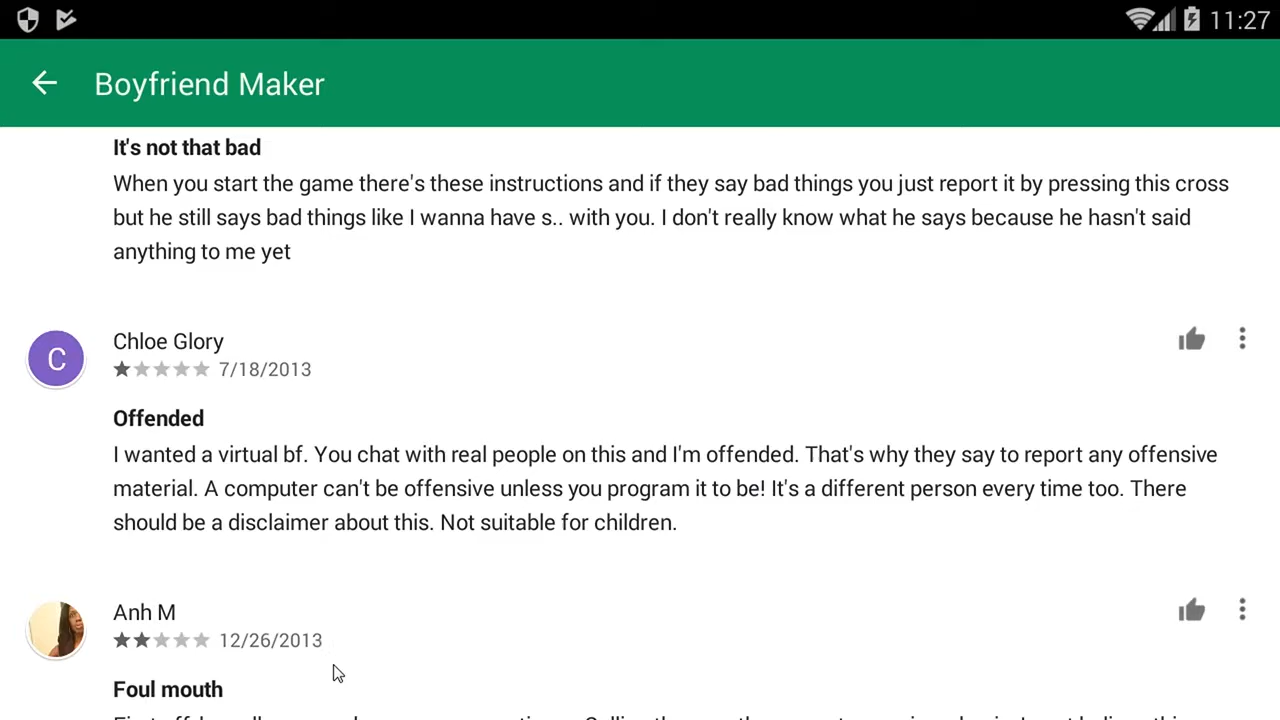 11:27
Boyfriend Maker
It's not that bad
When you start the game there's these instructions and if they say bad things you just report it by pressing this cross
but he still says bad things like I wanna have s.. with you. I don't really know what he says because he hasn't said
anything to me yet
C
Chloe Glory
7/18/2013
Offended
I wanted a virtual bf. You chat with real people on this and I'm offended. That's why they say to report any offensive
material. A computer can't be offensive unless you program it to be! It's a different person every time too. There
should be a disclaimer about this. Not suitable for children.
Anh M
12/26/2013
Foul mouth